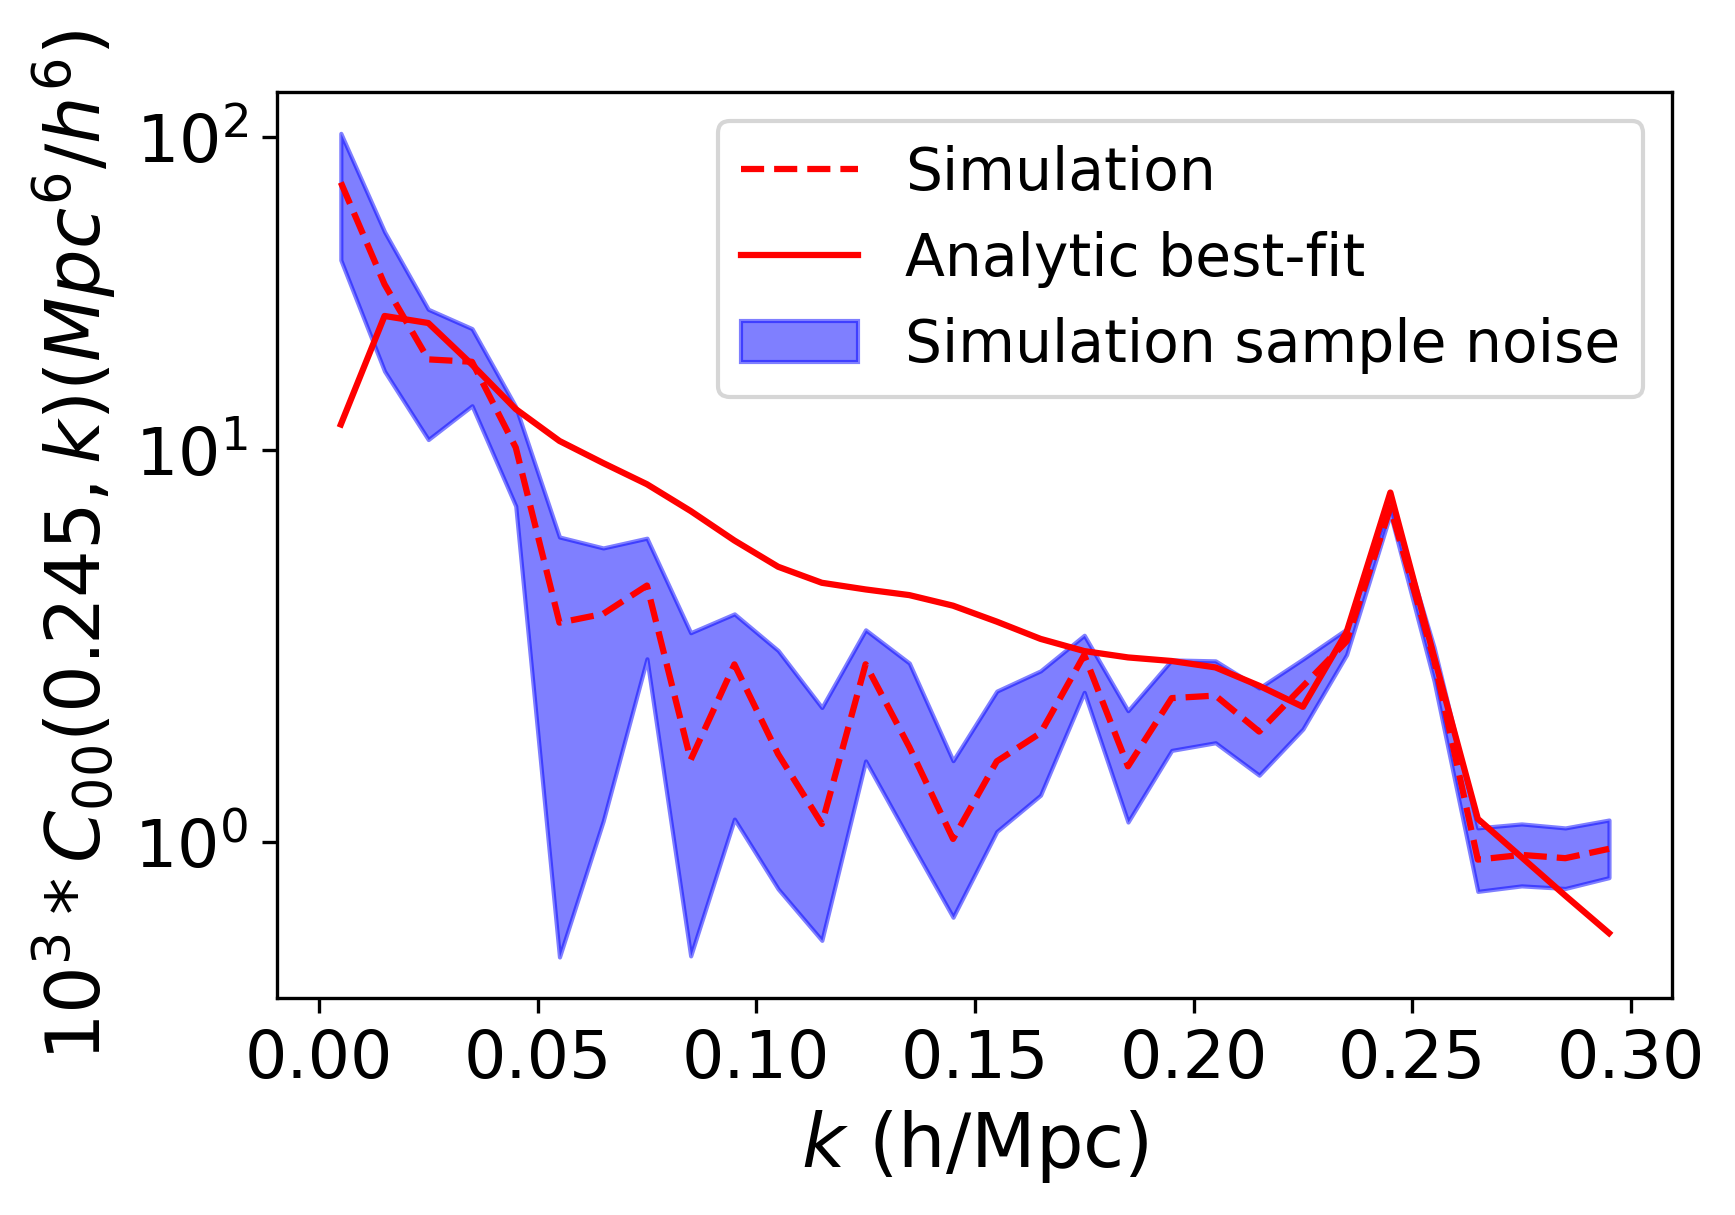 10³ * C₀₀(0.245, k)(Mpc⁶/h⁶)
10²
10¹
10⁰
Simulation
Analytic best-fit
Simulation sample noise
0.00 0.05 0.10 0.15 0.20 0.25 0.30
k (h/Mpc)